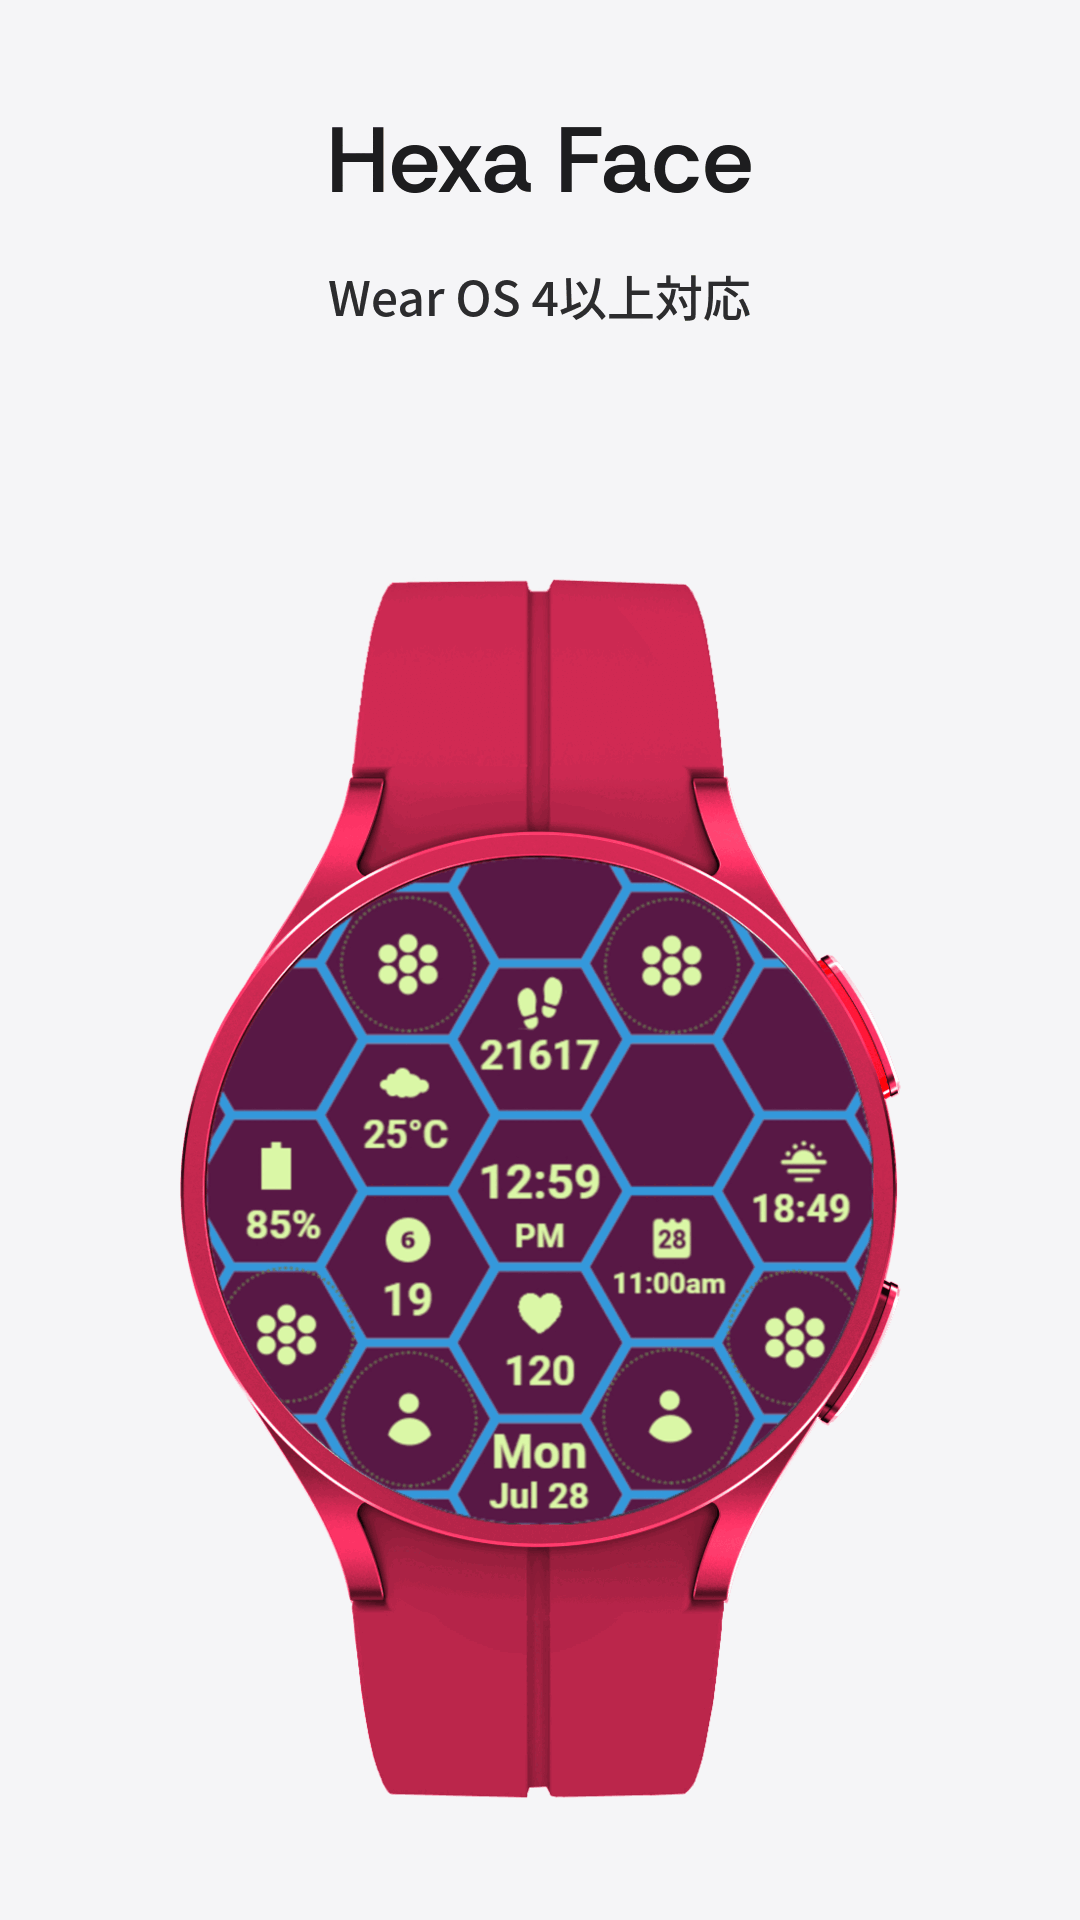 Hexa Face
Wear OS 4以上対応
21617
25°C
12:59
PM
85%
18:49
6
19
28
11:00am
120
Mon
Jul 28